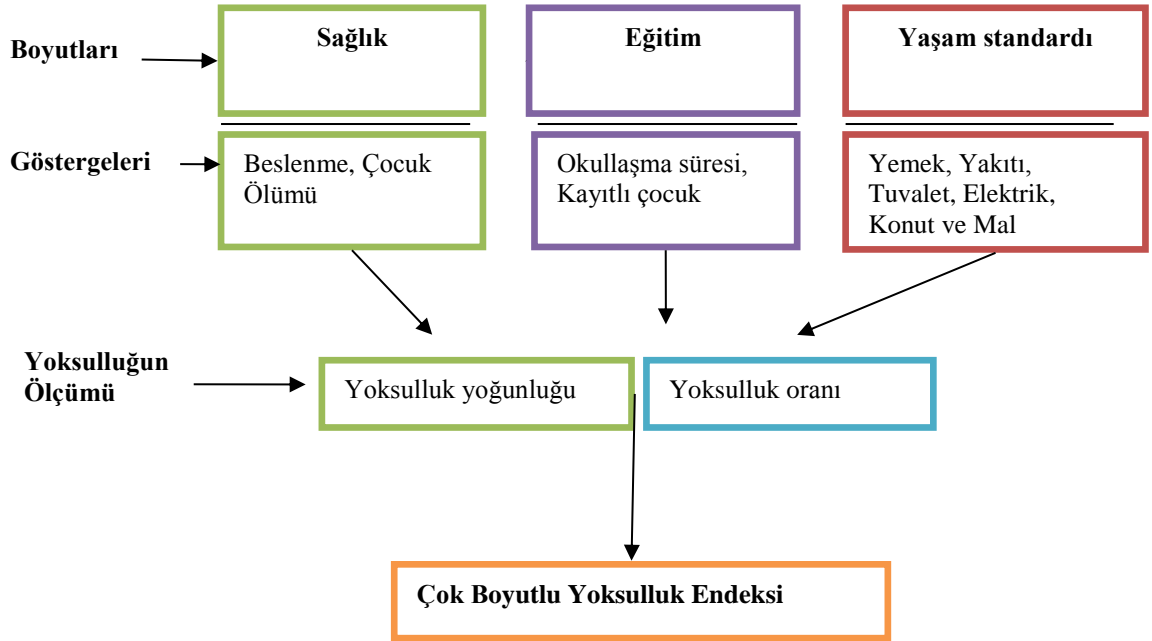 Boyutları
Sağlık
Eğitim
Yaşam standardı
Göstergeleri
Beslenme, Çocuk
Ölümü
Okullaşma süresi,
Kayıtlı çocuk
Yemek, Yakıtı,
Tuvalet, Elektrik,
Konut ve Mal
Yoksulluğun
Ölçümü
Yoksulluk yoğunluğu
Yoksulluk oranı
Çok Boyutlu Yoksulluk Endeksi